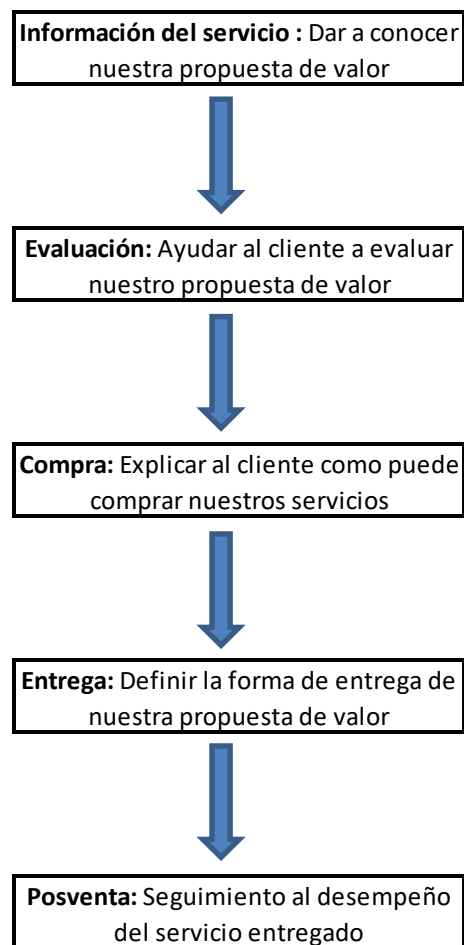 Información del servicio : Dar a conocer
nuestra propuesta de valor
Evaluación: Ayudar al cliente a evaluar
nuestro propuesta de valor
Compra: Explicar al cliente como puede
comprar nuestros servicios
Entrega: Definir la forma de entrega de
nuestra propuesta de valor
Posventa: Seguimiento al desempeño
del servicio entregado